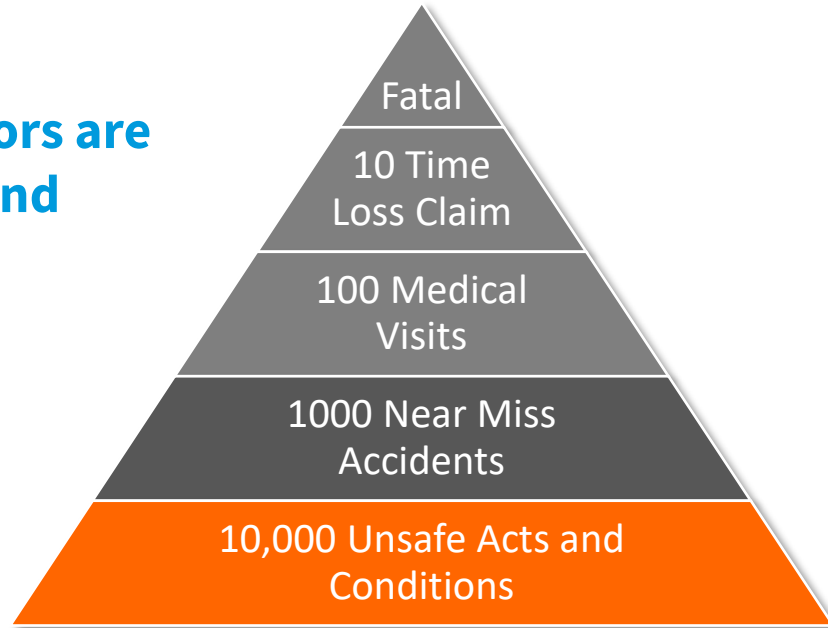 ors are
nd
Fatal
10 Time
Loss Claim
100 Medical
Visits
1000 Near Miss
Accidents
10,000 Unsafe Acts and
Conditions